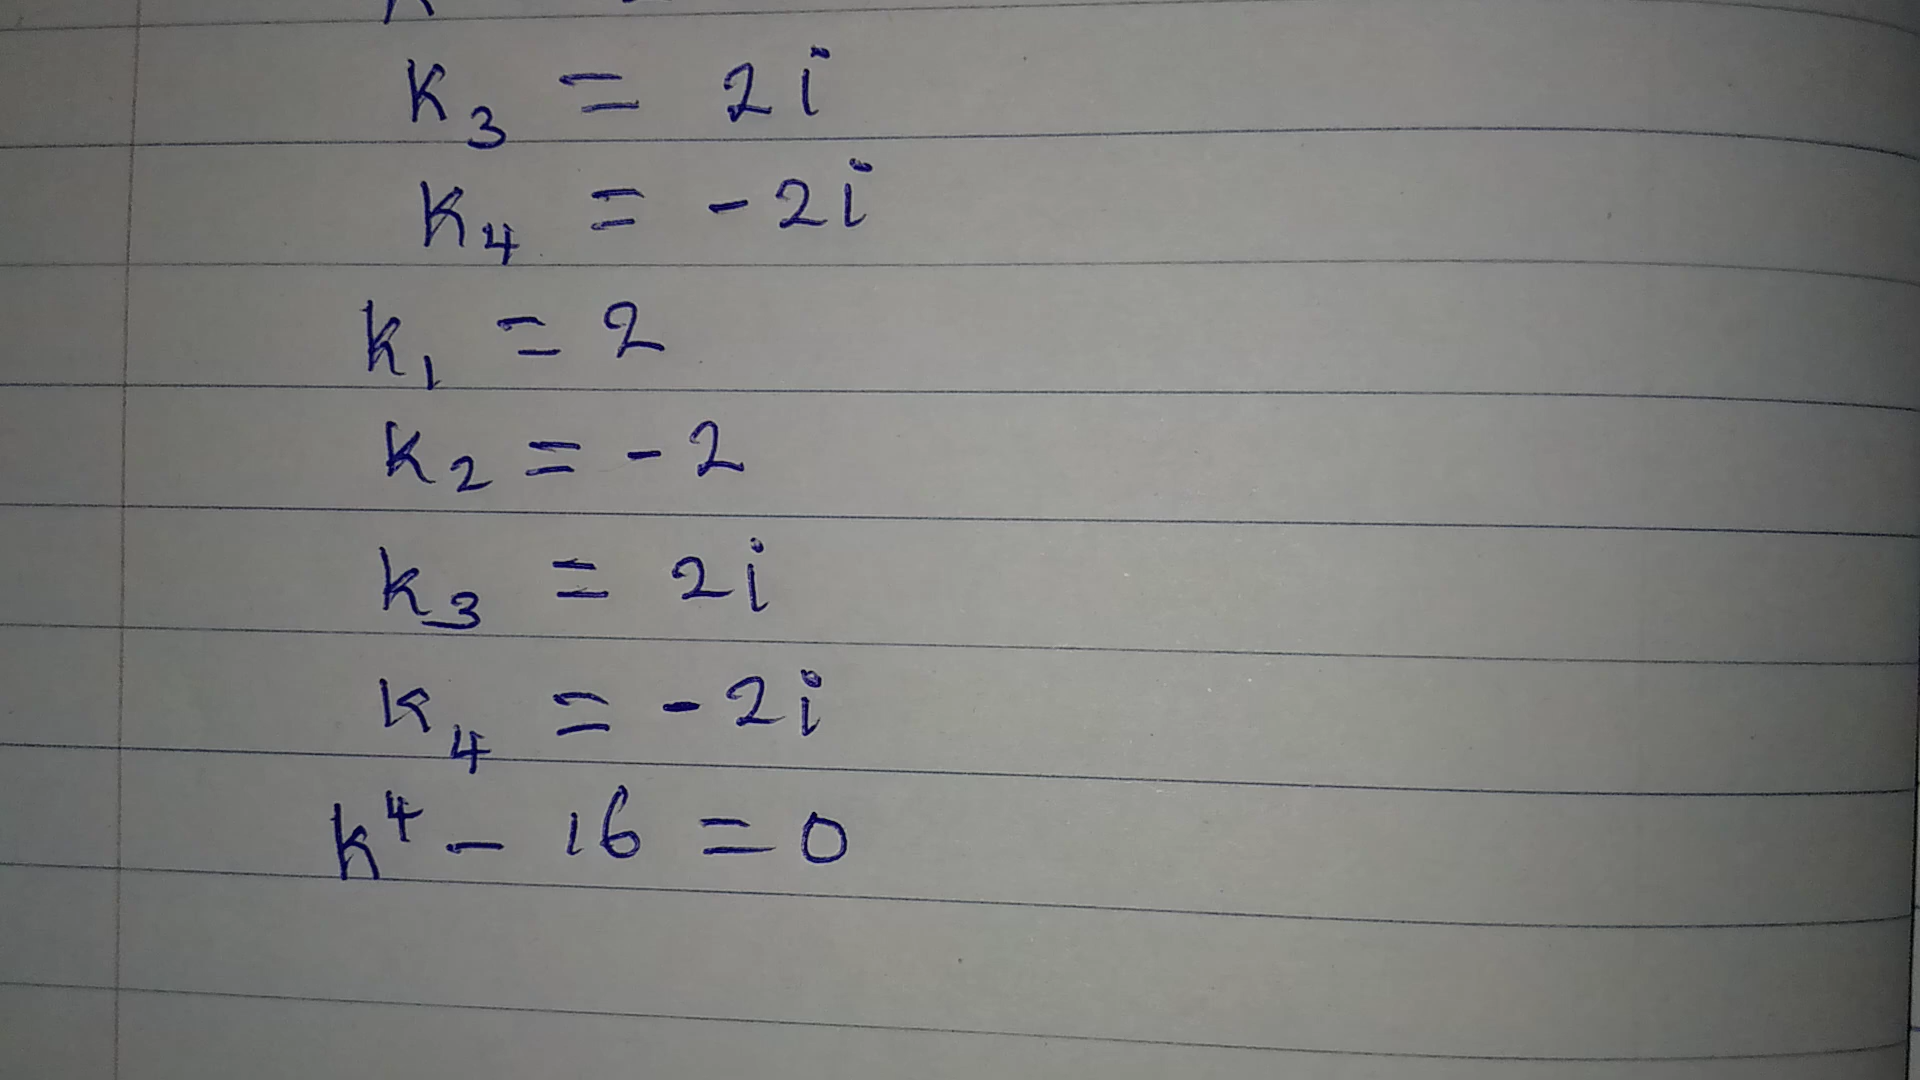 K₃ = 2i
K₄ = -2i
k₁ = 2
K₂ = -2
k₃ = 2i
k₄ = -2i
k⁴ - 16 = 0